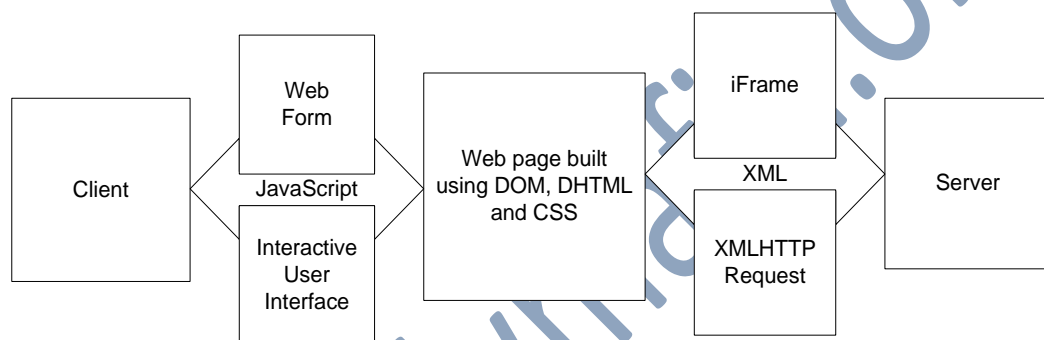 Client
Web
Form
JavaScript
Interactive
User
Interface
Web page built
using DOM, DHTML
and CSS
iFrame
XML
XMLHTTP
Request
Server